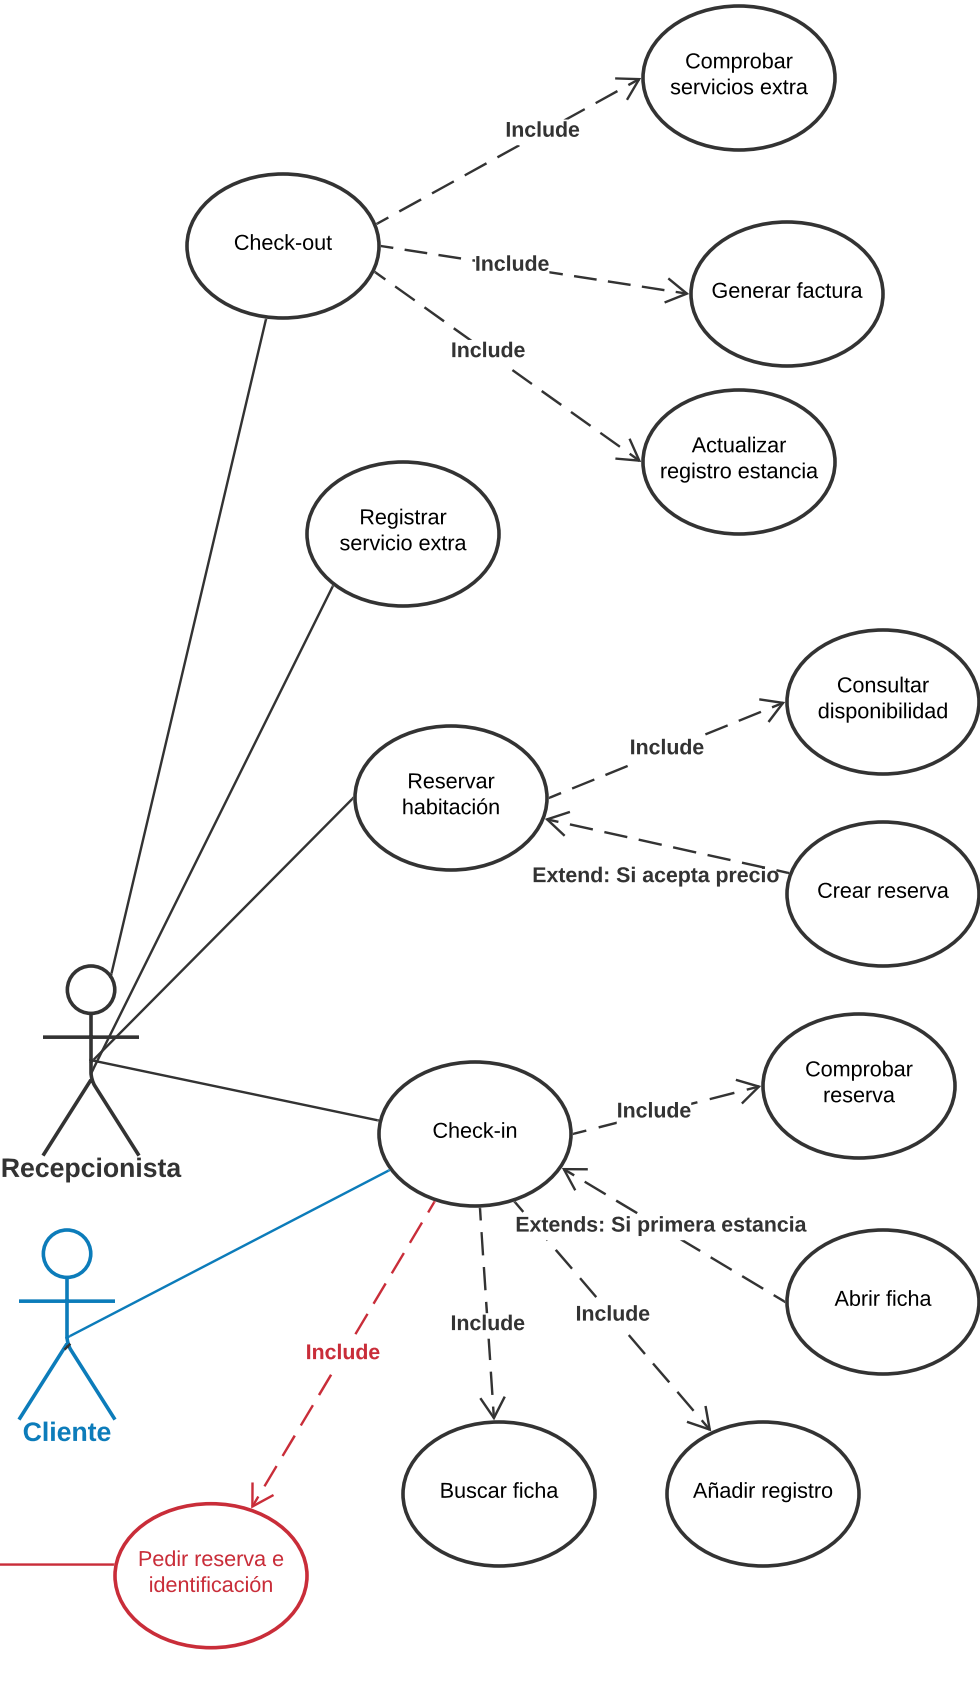 Comprobar
servicios extra
Include
Check-out
Include
Generar factura
Include
Actualizar
registro estancia
Registrar
servicio extra
Consultar
disponibilidad
Include
Reservar
habitación
Extend: Si acepta precio
Crear reserva
Comprobar
reserva
Include
Check-in
Recepcionista
Extends: Si primera estancia
Abrir ficha
Include
Include
Include
Cliente
Buscar ficha
Añadir registro
Pedir reserva e
identificación